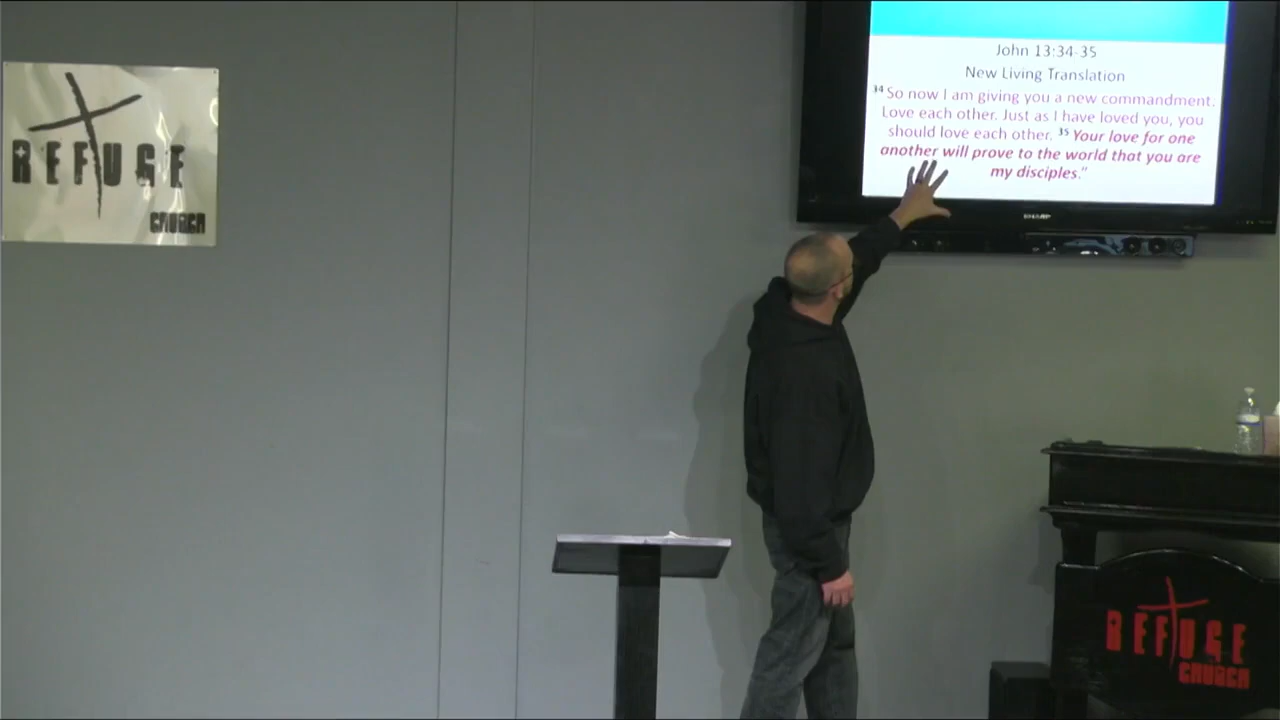 REFUGE
CHURCH
John 13:34-35
New Living Translation
34 So now I am giving you a new commandment.
Love each other. Just as I have loved you, you
should love each other. 35 Your love for one
another will prove to the world that you are
my disciples."
SHARP
REFUGE
CHURCH